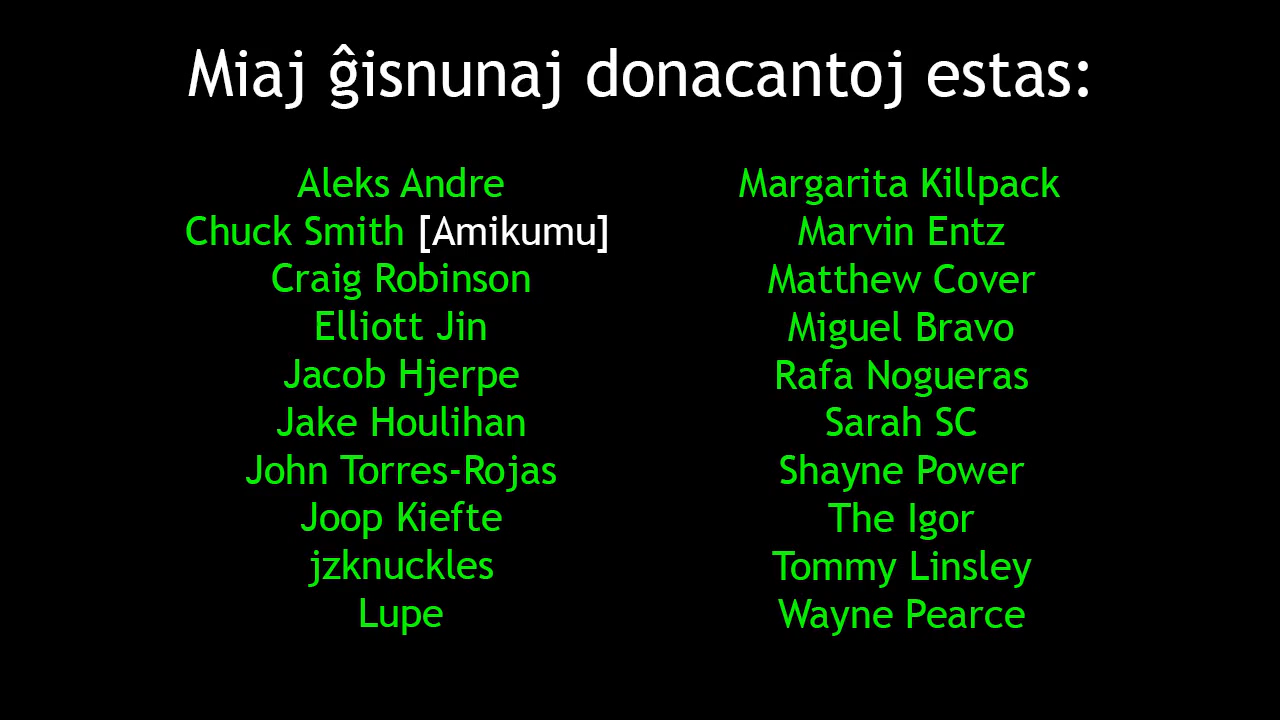 Miaj ĝisnunaj donacantoj estas:
Aleks Andre
Chuck Smith [Amikumu]
Craig Robinson
Elliott Jin
Jacob Hjerpe
Jake Houlihan
John Torres-Rojas
Joop Kiefte
jzknuckles
Lupe
Margarita Killpack
Marvin Entz
Matthew Cover
Miguel Bravo
Rafa Nogueras
Sarah SC
Shayne Power
The Igor
Tommy Linsley
Wayne Pearce